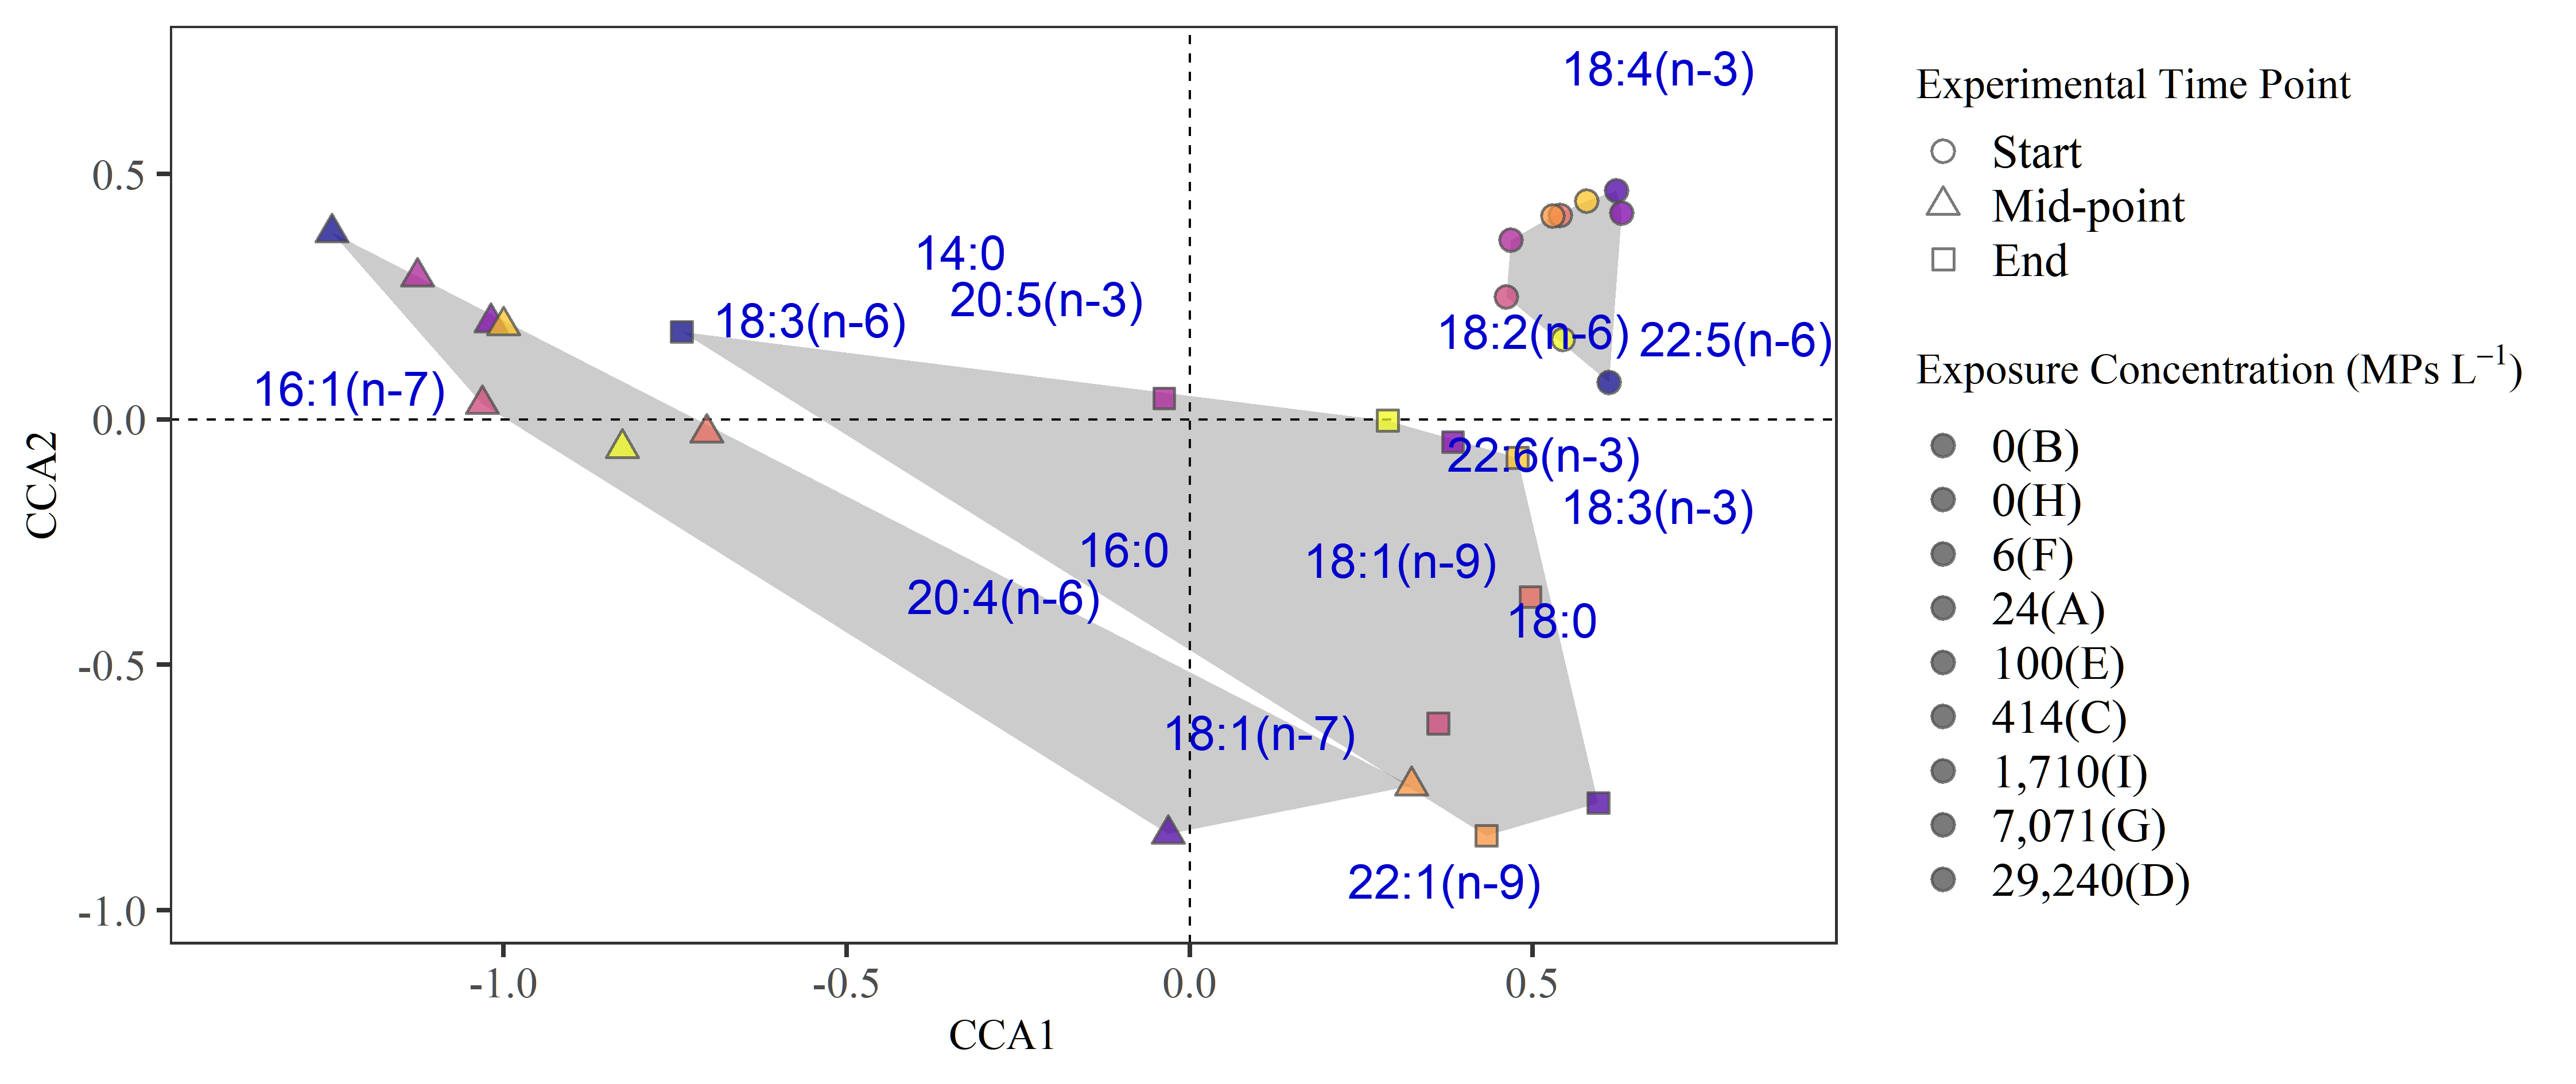 18:4(n-3)
14:0
20:5(n-3)
18:3(n-6)
18:2(n-6)
22:5(n-6)
16:1(n-7)
22:6(n-3)
18:3(n-3)
16:0
18:1(n-9)
20:4(n-6)
18:0
18:1(n-7)
22:1(n-9)
0.5
0.0
-0.5
-1.0
CCA2
-1.0
-0.5
0.0
0.5
CCA1
Experimental Time Point
Start
Mid-point
End
Exposure Concentration (MPs L⁻¹)
0(B)
0(H)
6(F)
24(A)
100(E)
414(C)
1,710(I)
7,071(G)
29,240(D)